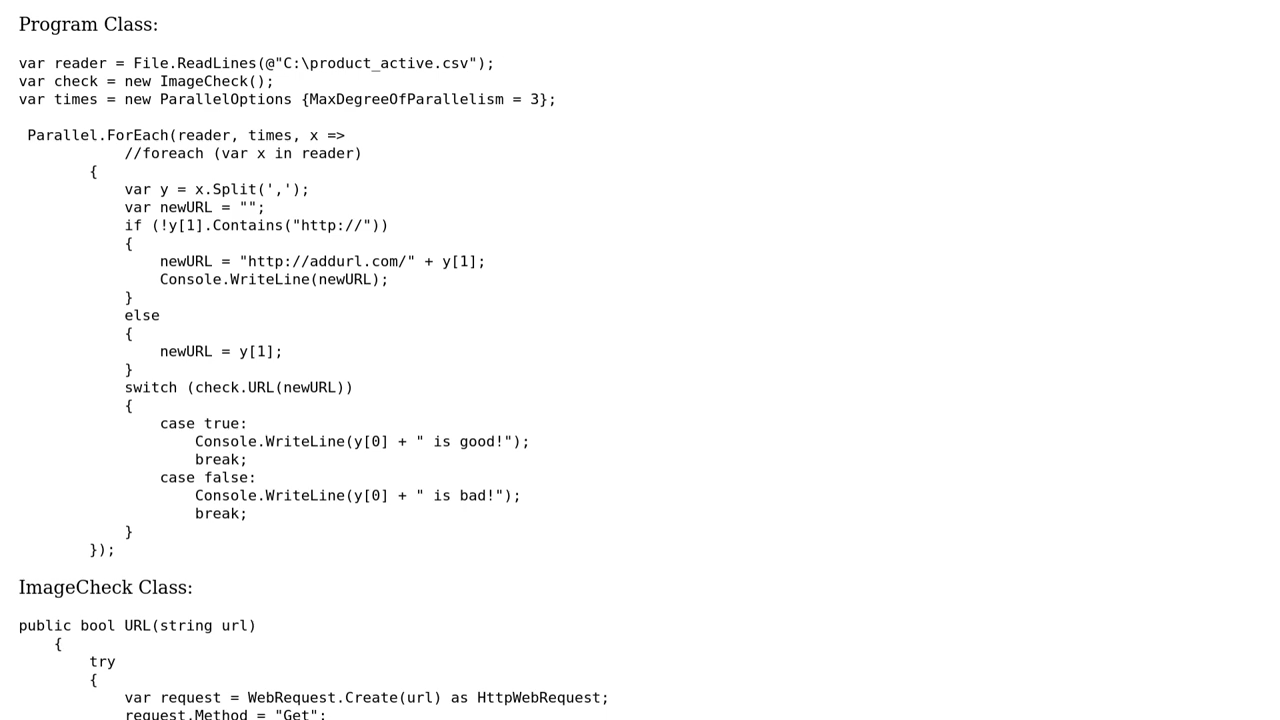 Program Class:
var reader = File.ReadLines(@"C:\product_active.csv");
var check = new ImageCheck();
var times = new ParallelOptions {MaxDegreeOfParallelism = 3};
Parallel.ForEach(reader, times, x =>
//foreach (var x in reader)
{
var y = x.Split(',');
var newURL = "";
if (!y[1].Contains("http://"))
{
newURL = "http://addurl.com/" + y[1];
Console.WriteLine(newURL);
}
else
{
newURL = y[1];
}
switch (check.URL(newURL))
{
case true:
Console.WriteLine(y[0] + " is good!");
break;
case false:
Console.WriteLine(y[0] + " is bad!");
break;
}
});
ImageCheck Class:
public bool URL(string url)
{
try
{
var request = WebRequest.Create(url) as HttpWebRequest;
request.Method = "Get";